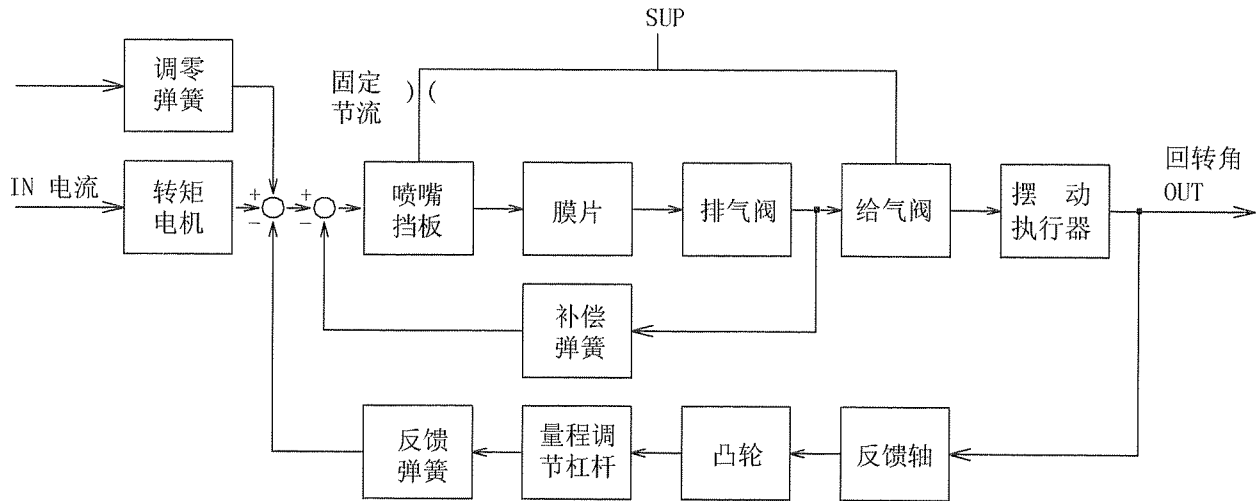 SUP
调零
弹簧
固定
节流
)(
IN 电流
转矩
电机
+
−
+
−
喷嘴
挡板
膜片
排气阀
给气阀
摆 动
执行器
回转角
OUT
补偿
弹簧
反馈
弹簧
量程调
节杠杆
凸轮
反馈轴